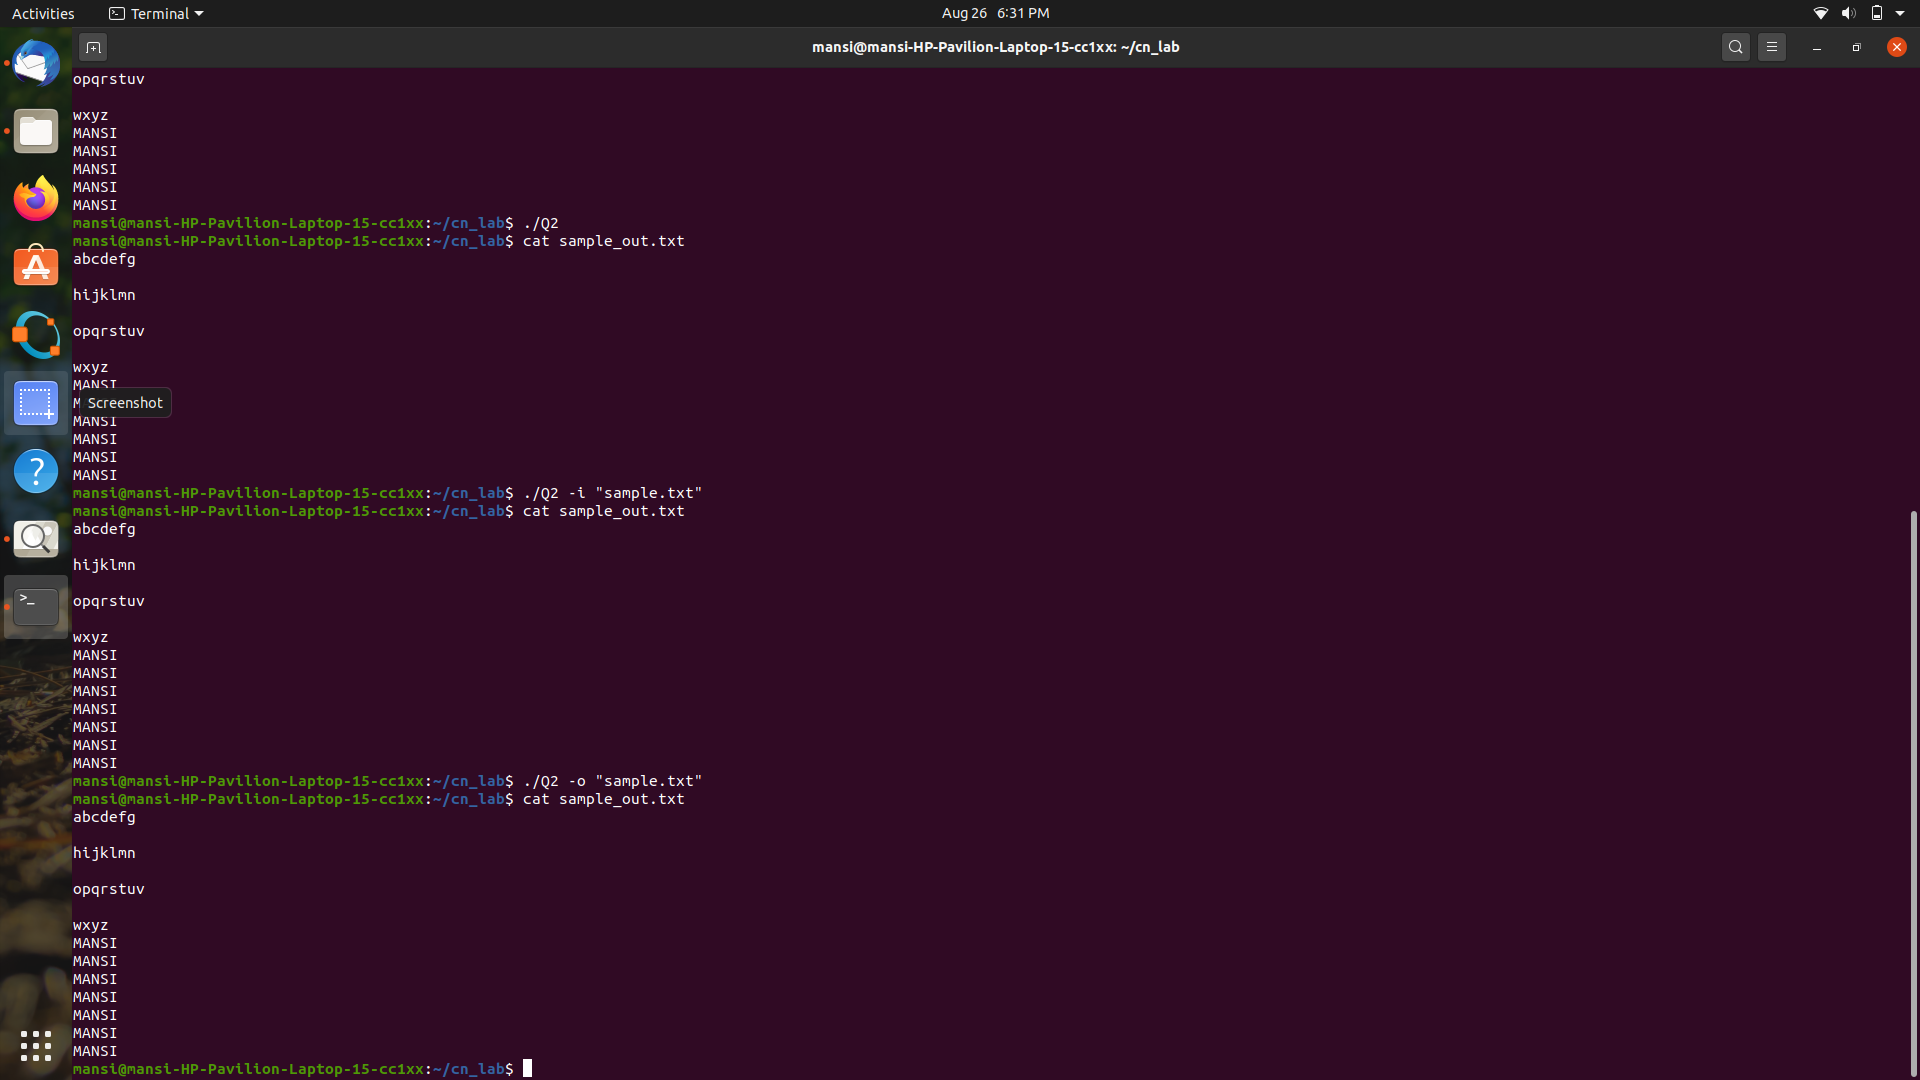 Activities
Terminal
Aug 26 6:31 PM
mansi@mansi-HP-Pavilion-Laptop-15-cc1xx: ~/cn_lab
opqrstuv
wxyz
MANSI
MANSI
MANSI
MANSI
MANSI
mansi@mansi-HP-Pavilion-Laptop-15-cc1xx:~/cn_lab$ ./Q2
mansi@mansi-HP-Pavilion-Laptop-15-cc1xx:~/cn_lab$ cat sample_out.txt
abcdefg
hijklmn
opqrstuv
wxyz
MANSI
M
Screenshot
MANSI
MANSI
MANSI
MANSI
mansi@mansi-HP-Pavilion-Laptop-15-cc1xx:~/cn_lab$ ./Q2 -i "sample.txt"
mansi@mansi-HP-Pavilion-Laptop-15-cc1xx:~/cn_lab$ cat sample_out.txt
abcdefg
hijklmn
opqrstuv
wxyz
MANSI
MANSI
MANSI
MANSI
MANSI
MANSI
MANSI
mansi@mansi-HP-Pavilion-Laptop-15-cc1xx:~/cn_lab$ ./Q2 -o "sample.txt"
mansi@mansi-HP-Pavilion-Laptop-15-cc1xx:~/cn_lab$ cat sample_out.txt
abcdefg
hijklmn
opqrstuv
wxyz
MANSI
MANSI
MANSI
MANSI
MANSI
MANSI
MANSI
mansi@mansi-HP-Pavilion-Laptop-15-cc1xx:~/cn_lab$